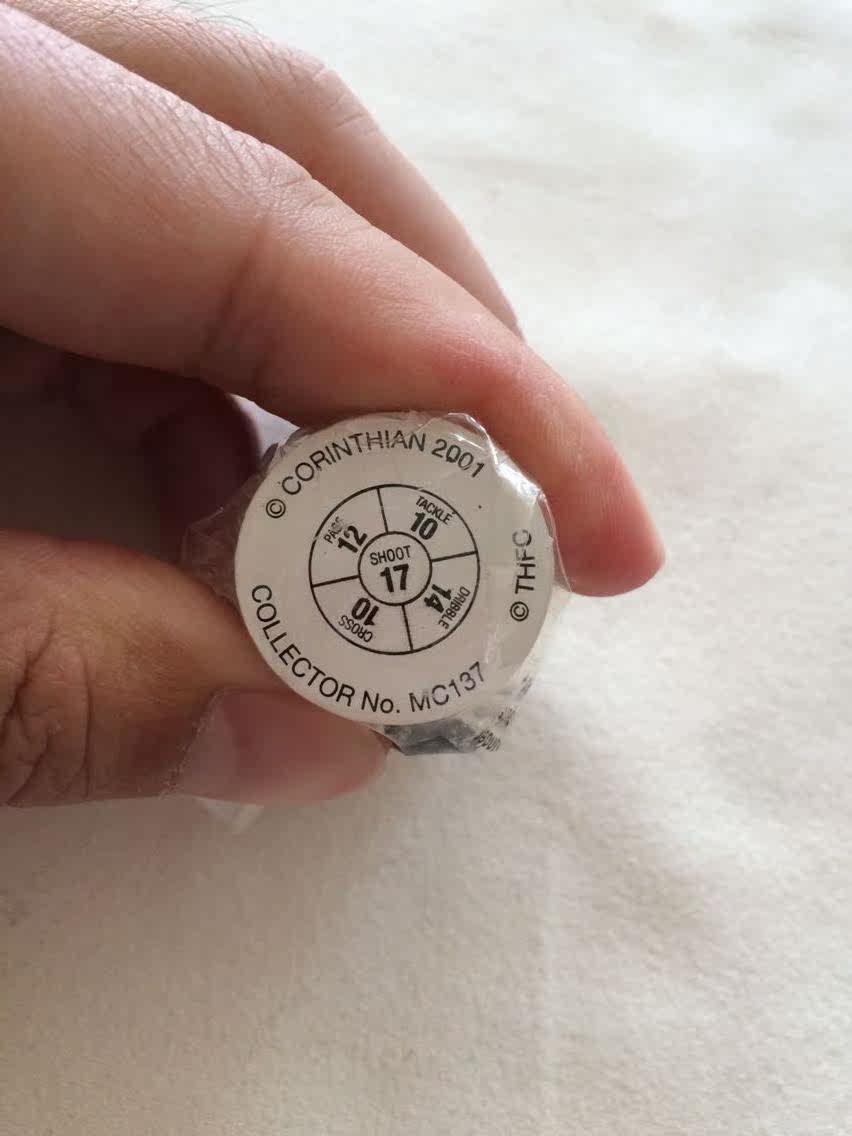 © CORINTHIAN 2001
© THFC
COLLECTOR No. MC137
PASS
12
TACKLE
10
SHOOT
17
DRIBBLE
14
CROSS
10